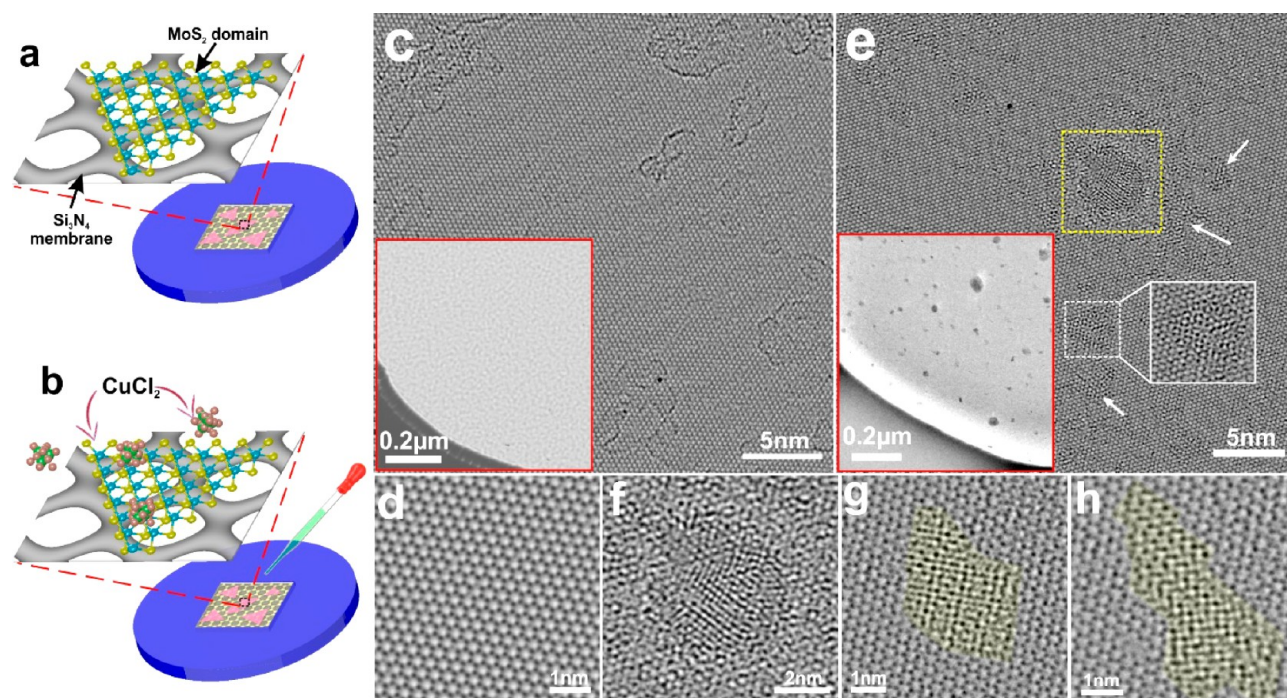 a
MoS₂ domain
Si₃N₄
membrane
b
CuCl₂
c
0.2μm
5nm
e
0.2μm
5nm
d
1nm
f
2nm
g
1nm
h
1nm